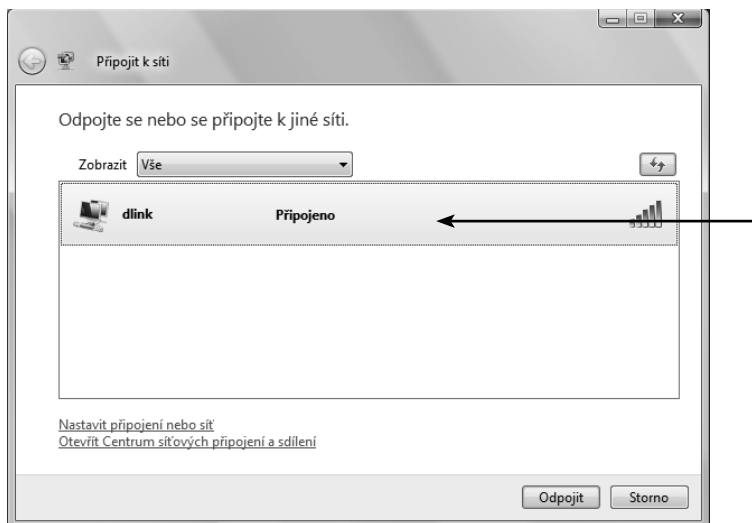 Připojit k síti
Odpojte se nebo se připojte k jiné síti.
Zobrazit Vše
dlink Připojeno
Nastavit připojení nebo síť
Otevřít Centrum síťových připojení a sdílení
Odpojit Storno